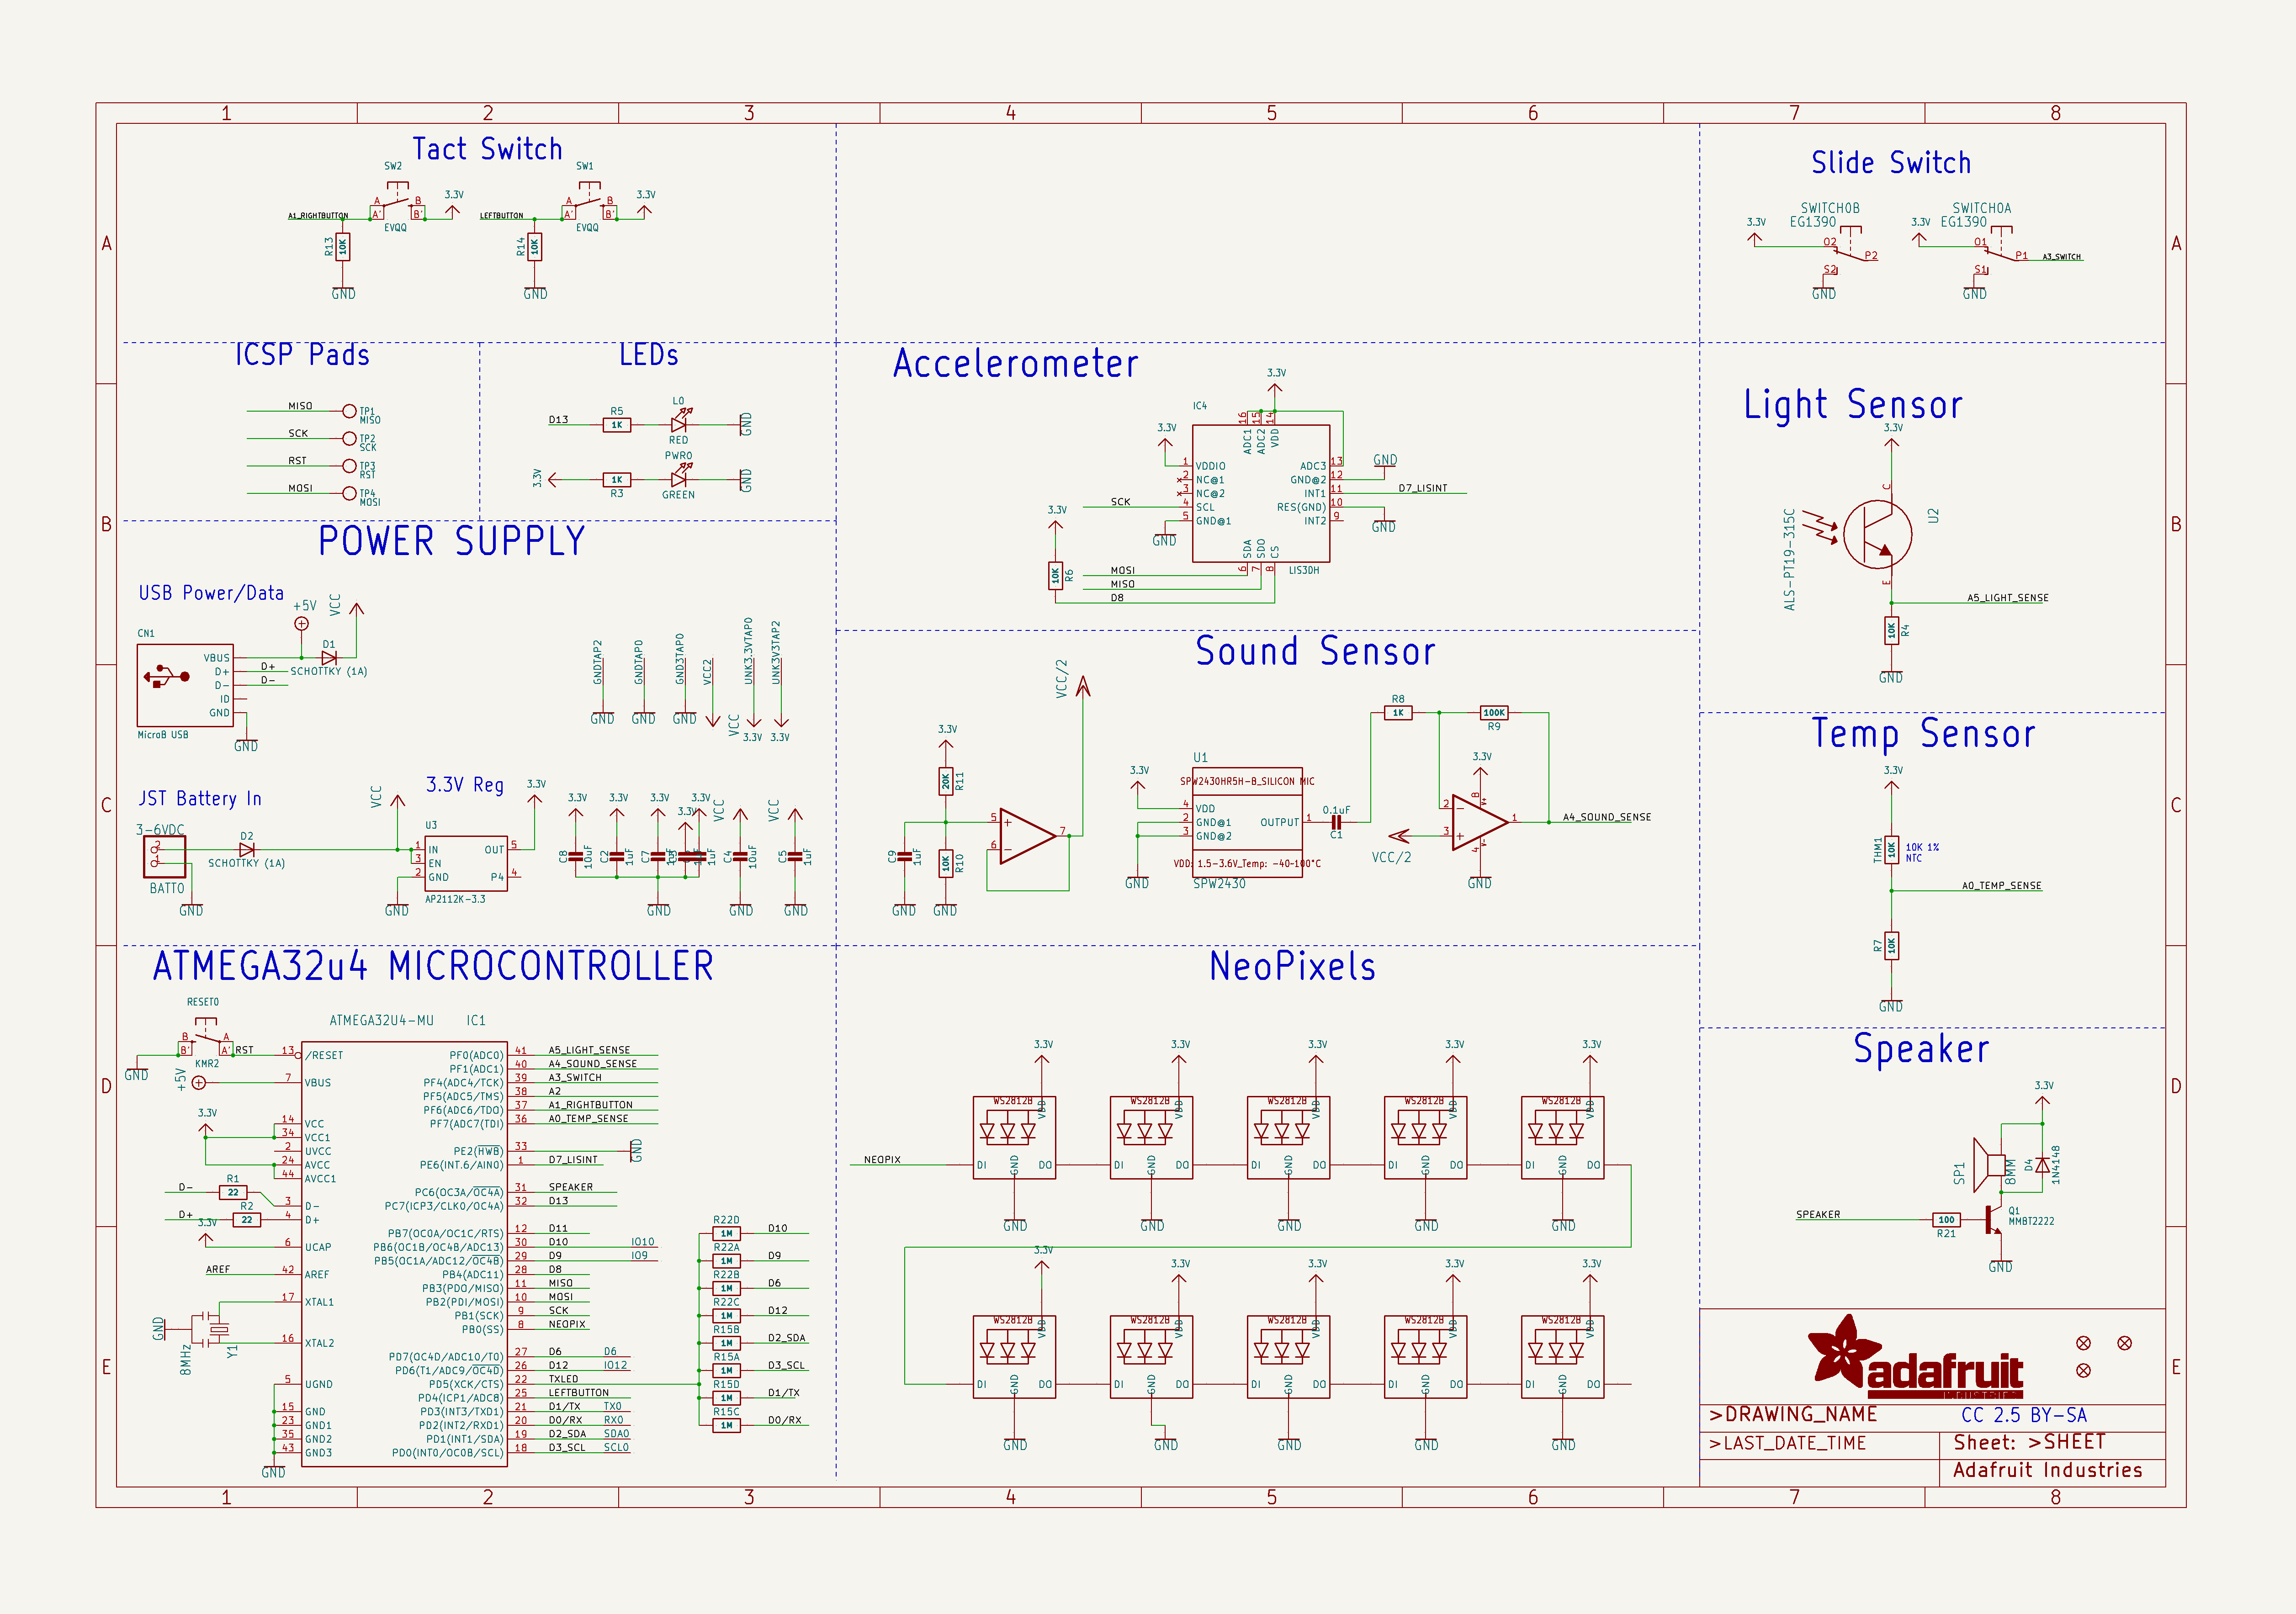 1 2 3 4 5 6 7 8
A
B
C
D
E
Tact Switch
SW2
A B
A' B'
EVQQ
3.3V
A1_RIGHTBUTTON
R13
10K
GND
SW1
A B
A' B'
EVQQ
3.3V
LEFTBUTTON
R14
10K
GND
Slide Switch
SWITCH0B
EG1390
3.3V
O2
P2
S2
GND
SWITCH0A
EG1390
3.3V
O1
P1
A3_SWITCH
S1
GND
ICSP Pads
MISO TP1
MISO
SCK TP2
SCK
RST TP3
RST
MOSI TP4
MOSI
LEDs
D13
R5
1K
L0
RED
GND
3.3V
1K
R3
PWR0
GREEN
GND
Accelerometer
3.3V
IC4
3.3V
16 15 14
ADC1 ADC2 VDD
1 VDDIO ADC3 13
2 NC@1 GND@2 12
3 NC@2 INT1 11
4 SCL RES(GND) 10
5 GND@1 INT2 9
SDA SDO CS
6 7 8
LIS3DH
SCK
GND
GND
D7_LISINT
GND
3.3V
10K
R6
MOSI
MISO
D8
Light Sensor
3.3V
C
U2
ALS-PT19-315C
E
A5_LIGHT_SENSE
10K
R4
GND
POWER SUPPLY
USB Power/Data
+5V
VCC
CN1
VBUS
D+
D-
ID
GND
MicroB USB
D1
SCHOTTKY (1A)
D+
D-
GND
GNDTAP2
GND
GNDTAP0
GND
GND3TAP0
GND
VCC2
VCC
UNK3.3VTAP0
3.3V
UNK3V3TAP2
3.3V
JST Battery In
3-6VDC
2
1
BATT0
GND
D2
SCHOTTKY (1A)
VCC
3.3V Reg
U3
1 IN OUT 5
3 EN
2 GND P4 4
AP2112K-3.3
GND
3.3V
3.3V
C8
10uF
3.3V
C2
1uF
3.3V
C7
3.3V
3.3V
1uF
GND
VCC
C4
10uF
GND
VCC
C5
1uF
GND
Sound Sensor
VCC/2
3.3V
20K
R11
5 +
6 -
7
C9
1uF
10K
R10
GND
GND
3.3V
U1
SPW2430HR5H-B_SILICON MIC
4 VDD
2 GND@1
3 GND@2
OUTPUT 1
VDD: 1.5-3.6V_Temp: -40-100°C
SPW2430
GND
0.1uF
C1
R8
1K
100K
R9
3.3V
8 V+
2 -
3 +
1
4 V-
GND
VCC/2
A4_SOUND_SENSE
Temp Sensor
3.3V
THM1
10K
10K 1%
NTC
A0_TEMP_SENSE
R7
10K
GND
ATMEGA32u4 MICROCONTROLLER
RESET0
B A
B' A'
KMR2
RST
GND
+5V
3.3V
ATMEGA32U4-MU IC1
13 /RESET
7 VBUS
14 VCC
34 VCC1
2 UVCC
24 AVCC
44 AVCC1
3 D-
4 D+
6 UCAP
42 AREF
17 XTAL1
16 XTAL2
5 UGND
15 GND
23 GND1
35 GND2
43 GND3
D-
R1
22
D+
R2
22
3.3V
AREF
GND
8MHz
Y1
GND
PF0(ADC0) 41 A5_LIGHT_SENSE
PF1(ADC1) 40 A4_SOUND_SENSE
PF4(ADC4/TCK) 39 A3_SWITCH
PF5(ADC5/TMS) 38 A2
PF6(ADC6/TDO) 37 A1_RIGHTBUTTON
PF7(ADC7(TDI) 36 A0_TEMP_SENSE
PE2(HWB) 33 GND
PE6(INT.6/AIN0) 1 D7_LISINT
PC6(OC3A/OC4A) 31 SPEAKER
PC7(ICP3/CLK0/OC4A) 32 D13
PB7(OC0A/OC1C/RTS) 12 D11
PB6(OC1B/OC4B/ADC13) 30 D10 IO10
PB5(OC1A/ADC12/OC4B) 29 D9 IO9
PB4(ADC11) 28 D8
PB3(PDO/MISO) 11 MISO
PB2(PDI/MOSI) 10 MOSI
PB1(SCK) 9 SCK
PB0(SS) 8 NEOPIX
PD7(OC4D/ADC10/T0) 27 D6 D6
PD6(T1/ADC9/OC4D) 26 D12 IO12
PD5(XCK/CTS) 22 TXLED
PD4(ICP1/ADC8) 25 LEFTBUTTON
PD3(INT3/TXD1) 21 D1/TX TX0
PD2(INT2/RXD1) 20 D0/RX RX0
PD1(INT1/SDA) 19 D2_SDA SDA0
PD0(INT0/OC0B/SCL) 18 D3_SCL SCL0
R22D
1M D10
R22A
1M D9
R22B
1M D6
R22C
1M D12
R15B
1M D2_SDA
R15A
1M D3_SCL
R15D
1M D1/TX
R15C
1M D0/RX
NeoPixels
3.3V 3.3V 3.3V 3.3V 3.3V
WS2812B WS2812B WS2812B WS2812B WS2812B
VDD VDD VDD VDD VDD
NEOPIX
DI GND DO DI GND DO DI GND DO DI GND DO DI GND DO
GND GND GND GND GND
3.3V 3.3V 3.3V 3.3V 3.3V
WS2812B WS2812B WS2812B WS2812B WS2812B
VDD VDD VDD VDD VDD
DI GND DO DI GND DO DI GND DO DI GND DO DI GND DO
GND GND GND GND GND
Speaker
3.3V
SP1
8MM
D4
1N4148
SPEAKER
100
R21
Q1
MMBT2222
GND
adafruit
INDUSTRIES
>DRAWING_NAME CC 2.5 BY-SA
>LAST_DATE_TIME Sheet: >SHEET
Adafruit Industries
1 2 3 4 5 6 7 8